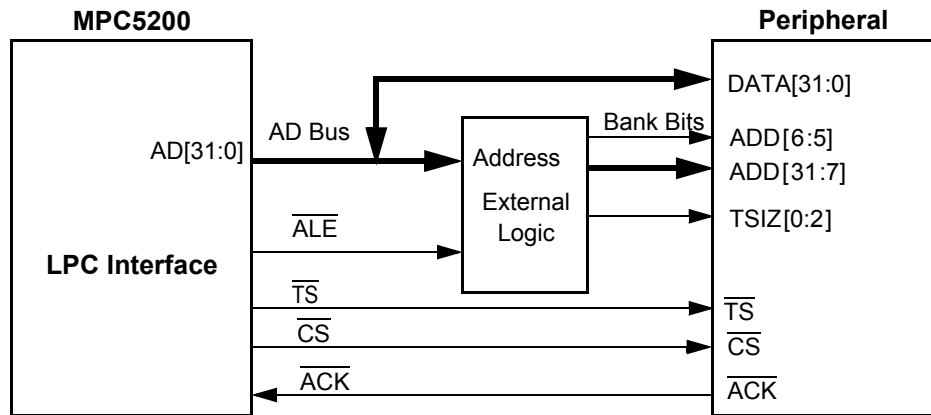 MPC5200
Peripheral
DATA[31:0]
AD Bus
Bank Bits
AD[31:0]
Address
ADD[6:5]
ADD[31:7]
External
Logic
TSIZ[0:2]
ALE
LPC Interface
TS
TS
CS
CS
ACK
ACK